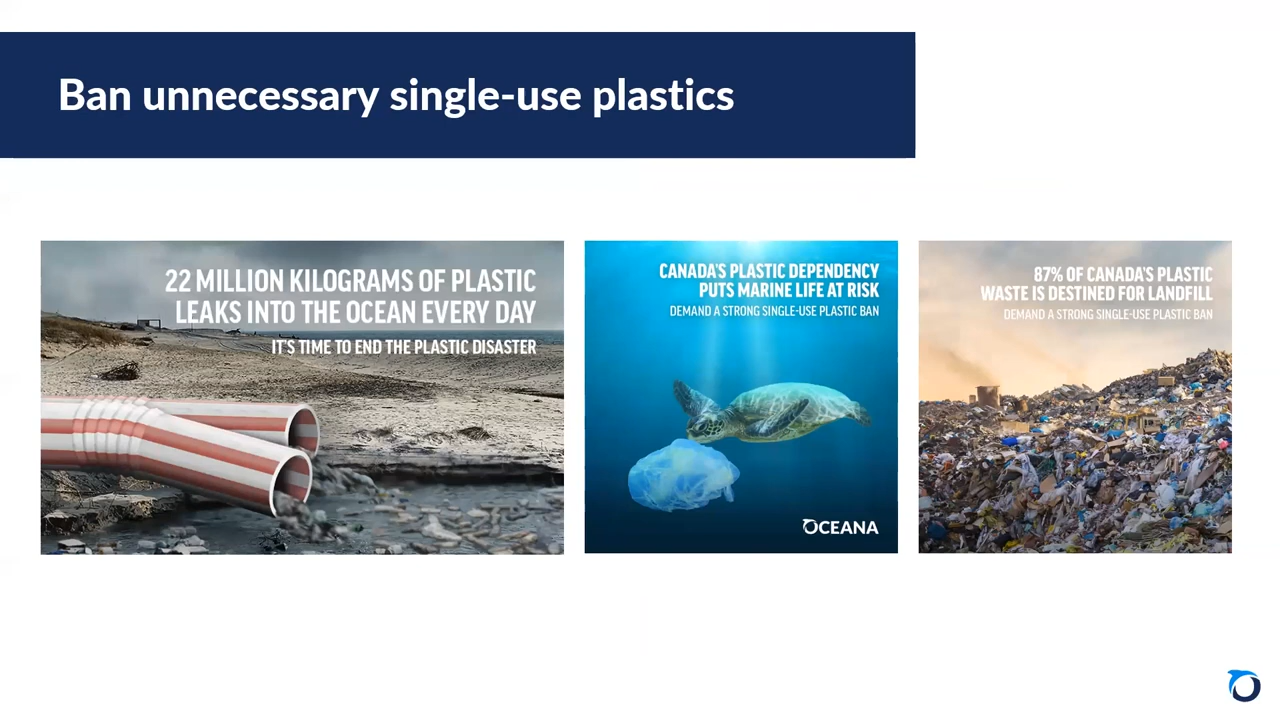 Ban unnecessary single-use plastics
22 MILLION KILOGRAMS OF PLASTIC
LEAKS INTO THE OCEAN EVERY DAY
IT'S TIME TO END THE PLASTIC DISASTER
CANADA'S PLASTIC DEPENDENCY
PUTS MARINE LIFE AT RISK
DEMAND A STRONG SINGLE-USE PLASTIC BAN
OCEANA
87% OF CANADA'S PLASTIC
WASTE IS DESTINED FOR LANDFILL
DEMAND A STRONG SINGLE-USE PLASTIC BAN